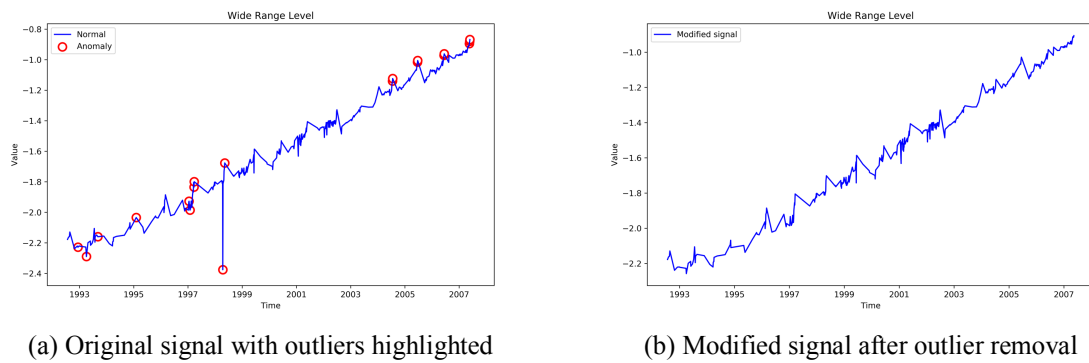 Wide Range Level
Normal
Anomaly
−0.8
−1.0
−1.2
−1.4
−1.6
−1.8
−2.0
−2.2
−2.4
Value
1993
1995
1997
1999
2001
2003
2005
2007
Time
(a) Original signal with outliers highlighted
Wide Range Level
Modified signal
−1.0
−1.2
−1.4
−1.6
−1.8
−2.0
−2.2
Value
1993
1995
1997
1999
2001
2003
2005
2007
Time
(b) Modified signal after outlier removal